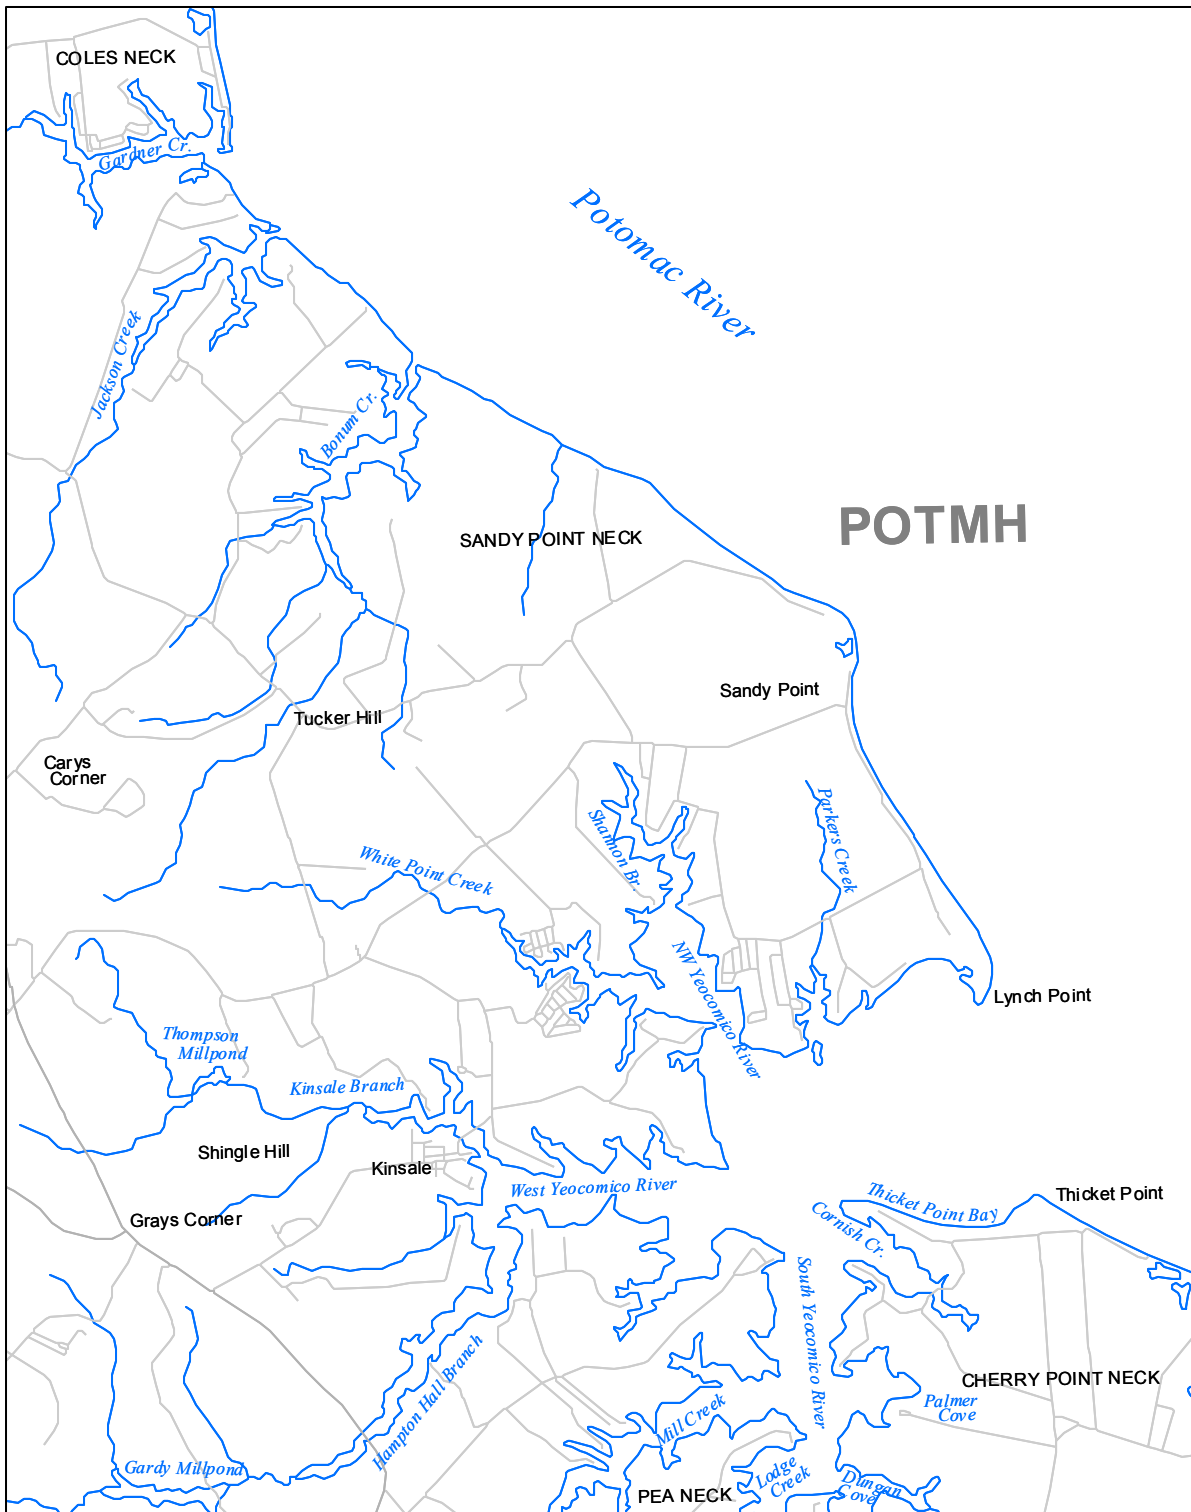 COLES NECK
Gardner Cr.
Potomac River
Jackson Creek
Bonum Cr.
POTMH
SANDY POINT NECK
Sandy Point
Tucker Hill
Carys
Corner
Parkers Creek
Shannon Br.
White Point Creek
NW Yeocomico River
Lynch Point
Thompson
Millpond
Kinsale Branch
Shingle Hill
Kinsale
West Yeocomico River
Thicket Point Bay
Thicket Point
Grays Corner
Cornish Cr.
South Yeocomico River
Hampton Hall Branch
CHERRY POINT NECK
Palmer
Cove
Mill Creek
Gardy Millpond
Lodge
Creek
Dungan
Cove
PEA NECK